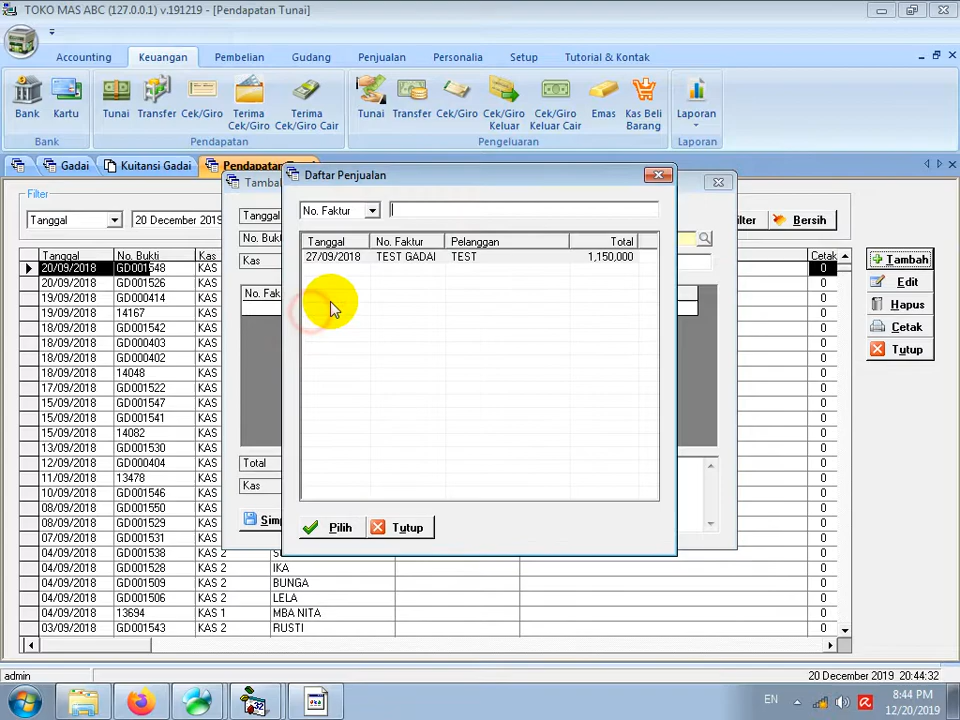 TOKO MAS ABC (127.0.0.1) v.191219 - [Pendapatan Tunai]
Accounting Keuangan Pembelian Gudang Penjualan Personalia Setup Tutorial & Kontak
Bank Kartu Tunai Transfer Cek/Giro Terima Cek/Giro Terima Cek/Giro Cair Tunai Transfer Cek/Giro Cek/Giro Keluar Cek/Giro Keluar Cair Emas Kas Beli Barang Laporan
Bank Pendapatan Pengeluaran Laporan
Gadai Kuitansi Gadai Pendapatan
Filter
Tanggal 20 December 2019 Bersih
Tanggal No. Bukti Kas Cetak
20/09/2018 GD001548 KAS 0
20/09/2018 GD001526 KAS 0
19/09/2018 GD000414 KAS 0
19/09/2018 14167 KAS 0
18/09/2018 GD001542 KAS 0
18/09/2018 GD000403 KAS 0
18/09/2018 GD000402 KAS 0
18/09/2018 14048 KAS 0
17/09/2018 GD001522 KAS 0
15/09/2018 GD001547 KAS 0
15/09/2018 GD001541 KAS 0
15/09/2018 14082 KAS 0
13/09/2018 GD001530 KAS 0
12/09/2018 GD000404 KAS 0
11/09/2018 13478 KAS 0
10/09/2018 GD001546 KAS 0
08/09/2018 GD001550 KAS 0
08/09/2018 GD001529 KAS 0
07/09/2018 GD001531 KAS 0
04/09/2018 GD001528 KAS 2 IKA 0
04/09/2018 GD001509 KAS 2 BUNGA 0
04/09/2018 GD001506 KAS 2 LELA 0
04/09/2018 13694 KAS 1 MBA NITA 0
03/09/2018 GD001543 KAS 2 RUSTI 0
Tambah
Edit
Hapus
Cetak
Tutup
Tanggal
No. Bukt
Kas
No. Fak
Total
Kas
Daftar Penjualan
No. Faktur
Tanggal No. Faktur Pelanggan Total
27/09/2018 TEST GADAI TEST 1,150,000
Pilih Tutup
admin 20 December 2019 20:44:32
EN 8:44 PM
12/20/2019